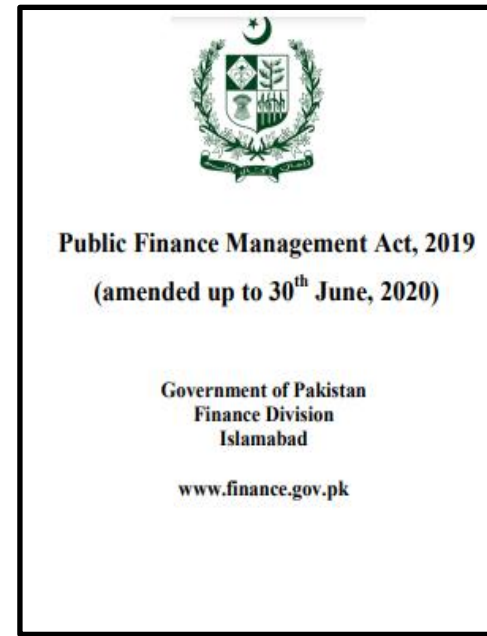 Public Finance Management Act, 2019
(amended up to 30th June, 2020)
Government of Pakistan
Finance Division
Islamabad
www.finance.gov.pk